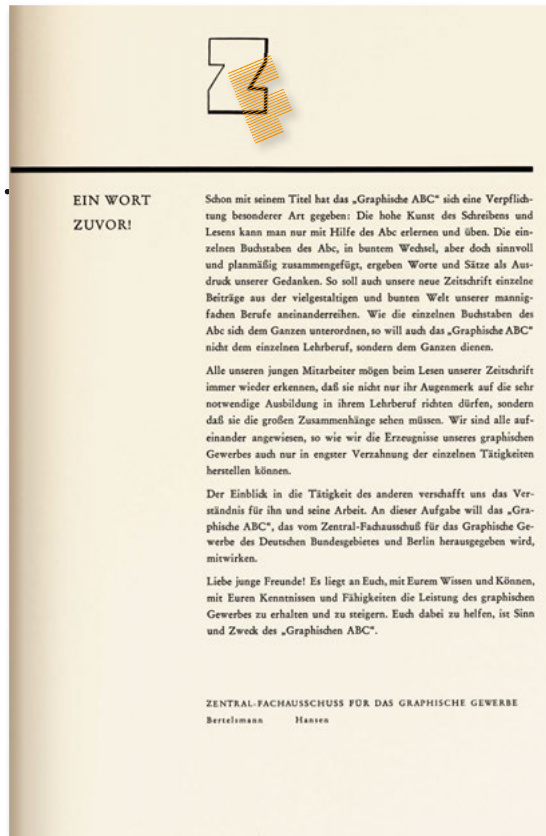 EIN WORT
ZUVOR!
Schon mit seinem Titel hat das „Graphische ABC“ sich eine Verpflich-
tung besonderer Art gegeben: Die hohe Kunst des Schreibens und
Lesens kann man nur mit Hilfe des Abc erlernen und üben. Die ein-
zelnen Buchstaben des Abc, in buntem Wechsel, aber doch sinnvoll
und planmäßig zusammengefügt, ergeben Worte und Sätze als Aus-
druck unserer Gedanken. So soll auch unsere neue Zeitschrift einzelne
Beiträge aus der vielgestaltigen und bunten Welt unserer mannig-
fachen Berufe aneinanderreihen. Wie die einzelnen Buchstaben des
Abc sich dem Ganzen unterordnen, so will auch das „Graphische ABC“
nicht dem einzelnen Lehrberuf, sondern dem Ganzen dienen.
Alle unseren jungen Mitarbeiter mögen beim Lesen unserer Zeitschrift
immer wieder erkennen, daß sie nicht nur ihr Augenmerk auf die sehr
notwendige Ausbildung in ihrem Lehrberuf richten dürfen, sondern
daß sie die großen Zusammenhänge sehen müssen. Wir sind alle auf-
einander angewiesen, so wie wir die Erzeugnisse unseres graphischen
Gewerbes auch nur in engster Verzahnung der einzelnen Tätigkeiten
herstellen können.
Der Einblick in die Tätigkeit des anderen verschafft uns das Ver-
ständnis für ihn und seine Arbeit. An dieser Aufgabe will das „Gra-
phische ABC“, das vom Zentral-Fachausschuß für das Graphische Ge-
werbe des Deutschen Bundesgebietes und Berlin herausgegeben wird,
mitwirken.
Liebe junge Freunde! Es liegt an Euch, mit Eurem Wissen und Können,
mit Euren Kenntnissen und Fähigkeiten die Leistung des graphischen
Gewerbes zu erhalten und zu steigern. Euch dabei zu helfen, ist Sinn
und Zweck des „Graphischen ABC“.
ZENTRAL-FACHAUSSCHUSS FÜR DAS GRAPHISCHE GEWERBE
Bertelsmann Hansen